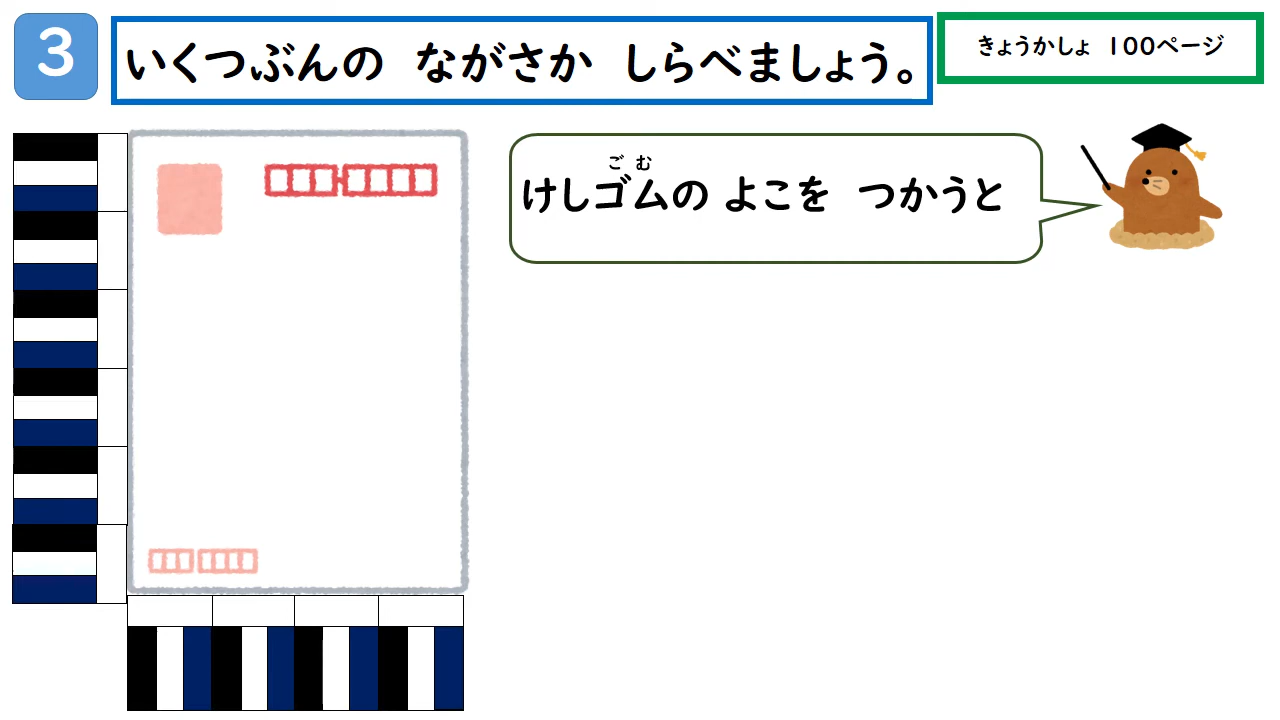 3
いくつぶんの ながさか しらべましょう。
きょうかしょ 100ページ
ごむ
けしゴムの よこを つかうと